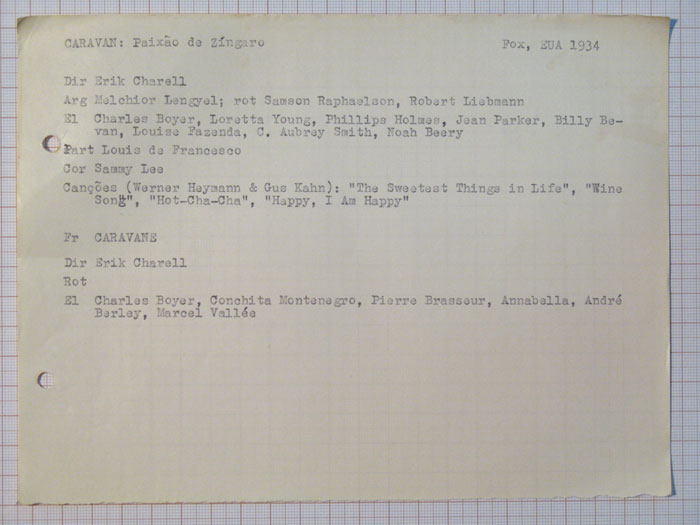 CARAVAN: Paixão de Zíngaro Fox, EUA 1934
Dir Erik Charell
Arg Melchior Lengyel; rot Samson Raphaelson, Robert Liebmann
El Charles Boyer, Loretta Young, Phillips Holmes, Jean Parker, Billy Be-
van, Louise Fazenda, C. Aubrey Smith, Noah Beery
Part Louis de Francesco
Cor Sammy Lee
Canções (Werner Heymann & Gus Kahn): "The Sweetest Things in Life", "Wine
Song", "Hot-Cha-Cha", "Happy, I Am Happy"
Fr CARAVANE
Dir Erik Charell
Rot
El Charles Boyer, Conchita Montenegro, Pierre Brasseur, Annabella, André
Berley, Marcel Vallée